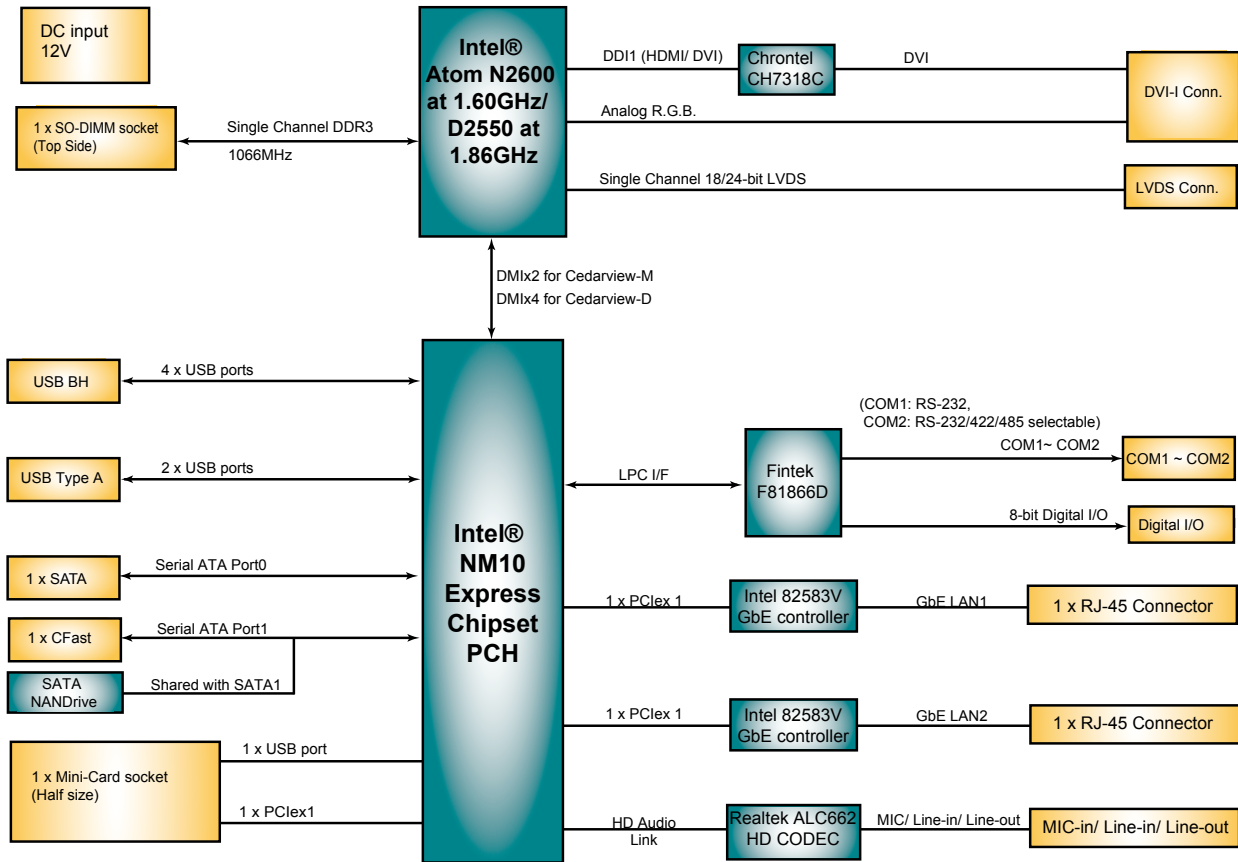 DC input
12V
Intel®
Atom N2600
at 1.60GHz/
D2550 at
1.86GHz
DDI1 (HDMI/ DVI)
Chrontel
CH7318C
DVI
DVI-I Conn.
Analog R.G.B.
1 x SO-DIMM socket
(Top Side)
Single Channel DDR3
1066MHz
Single Channel 18/24-bit LVDS
LVDS Conn.
DMIx2 for Cedarview-M
DMIx4 for Cedarview-D
USB BH
4 x USB ports
USB Type A
2 x USB ports
1 x SATA
Serial ATA Port0
1 x CFast
Serial ATA Port1
SATA
NANDrive
Shared with SATA1
1 x Mini-Card socket
(Half size)
1 x USB port
1 x PCIex1
Intel®
NM10
Express
Chipset
PCH
LPC I/F
Fintek
F81866D
(COM1: RS-232,
COM2: RS-232/422/485 selectable)
COM1~ COM2
COM1 ~ COM2
8-bit Digital I/O
Digital I/O
1 x PCIex 1
Intel 82583V
GbE controller
GbE LAN1
1 x RJ-45 Connector
1 x PCIex 1
Intel 82583V
GbE controller
GbE LAN2
1 x RJ-45 Connector
HD Audio
Link
Realtek ALC662
HD CODEC
MIC/ Line-in/ Line-out
MIC-in/ Line-in/ Line-out